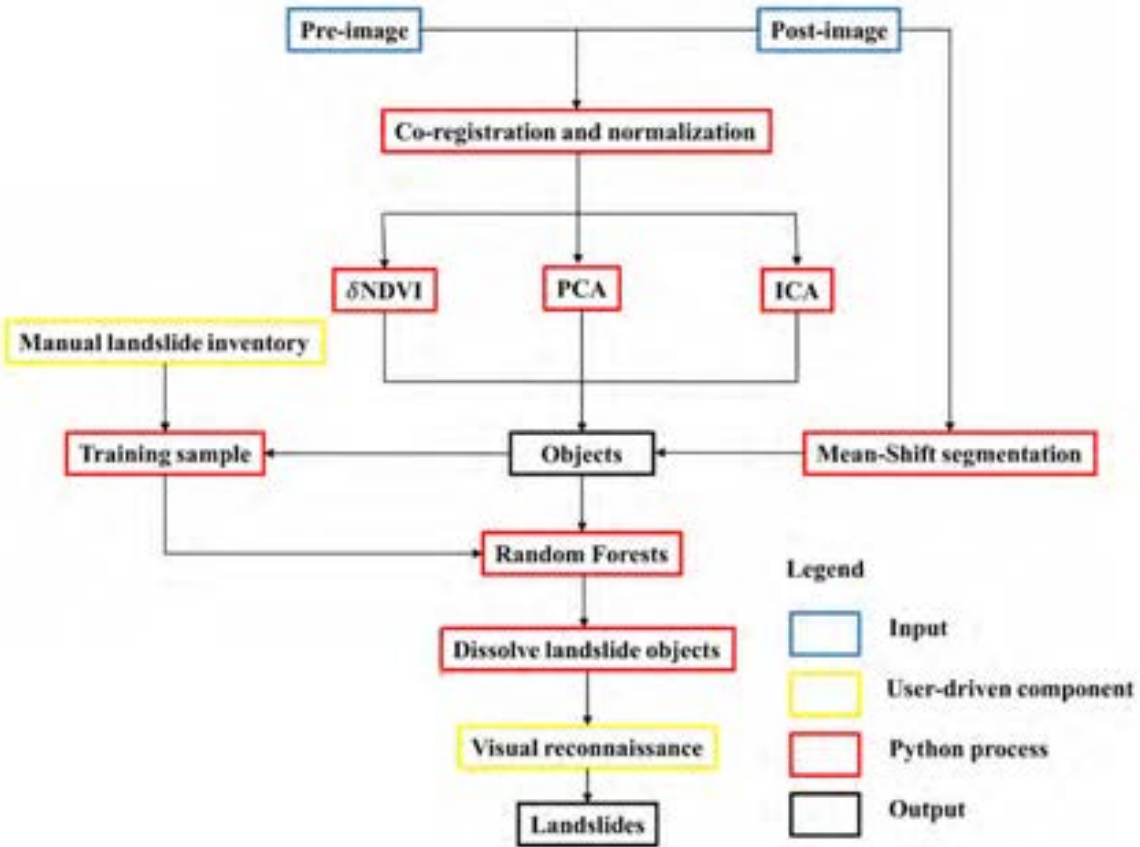 Pre-image
Post-image
Co-registration and normalization
δNDVI
PCA
ICA
Manual landslide inventory
Training sample
Objects
Mean-Shift segmentation
Random Forests
Dissolve landslide objects
Visual reconnaissance
Landslides
Legend
Input
User-driven component
Python process
Output